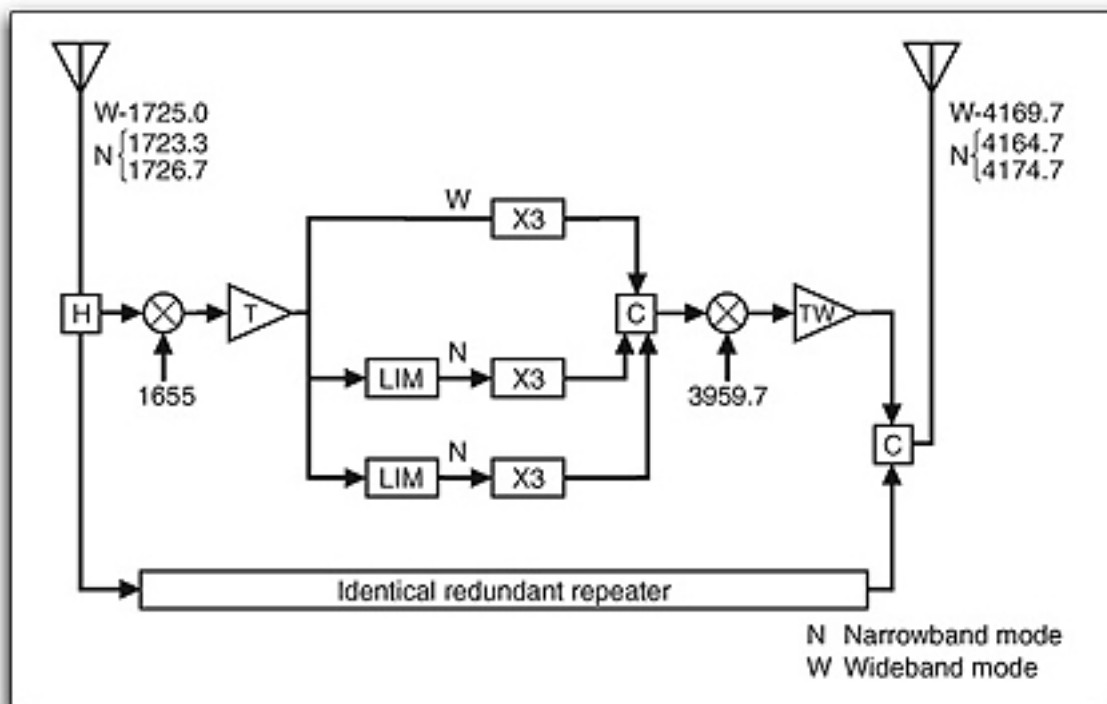 W-1725.0
N {1723.3
1726.7
W-4169.7
N {4164.7
4174.7
W
X3
H
T
C
TW
1655
LIM
N
X3
3959.7
C
LIM
N
X3
Identical redundant repeater
N Narrowband mode
W Wideband mode